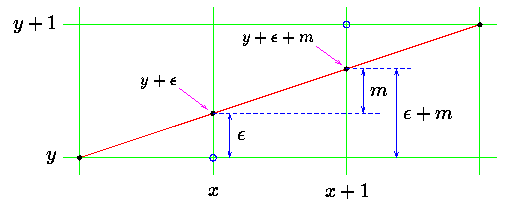 y + 1
y + ϵ + m
y + ϵ
m
ϵ + m
ϵ
y
x
x + 1